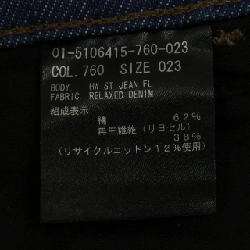 01-5106415-760-023
COL. 760 SIZE 023
BODY HW ST JEAN FL
FABRIC RELAXED DENIM
組成表示
綿 62%
再生繊維(リヨセル)
38%
(リサイクルコットン12%使用)